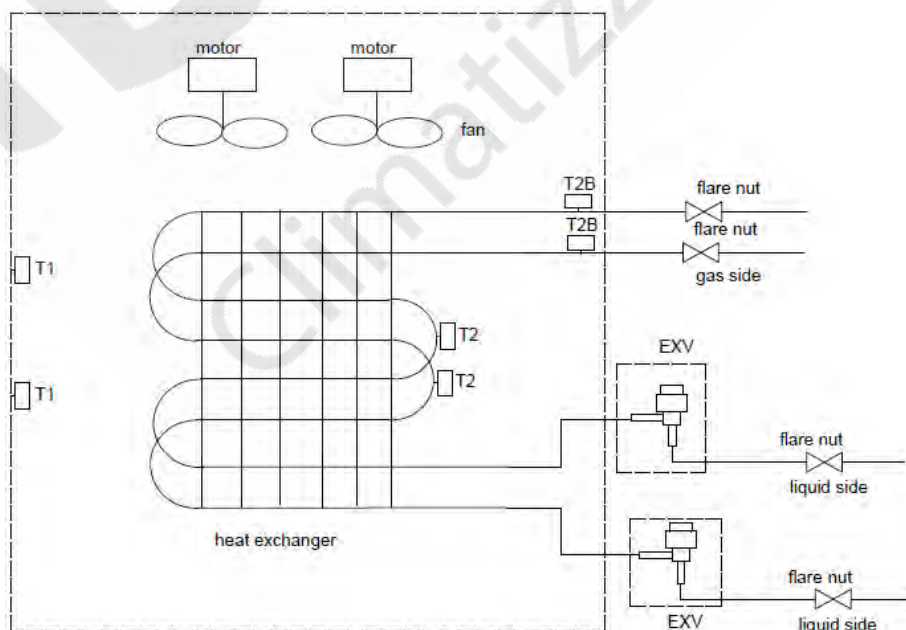 motor
motor
fan
T2B
flare nut
T2B
flare nut
gas side
T1
T2
EXV
T2
T1
flare nut
liquid side
heat exchanger
flare nut
EXV
liquid side
Climatizz